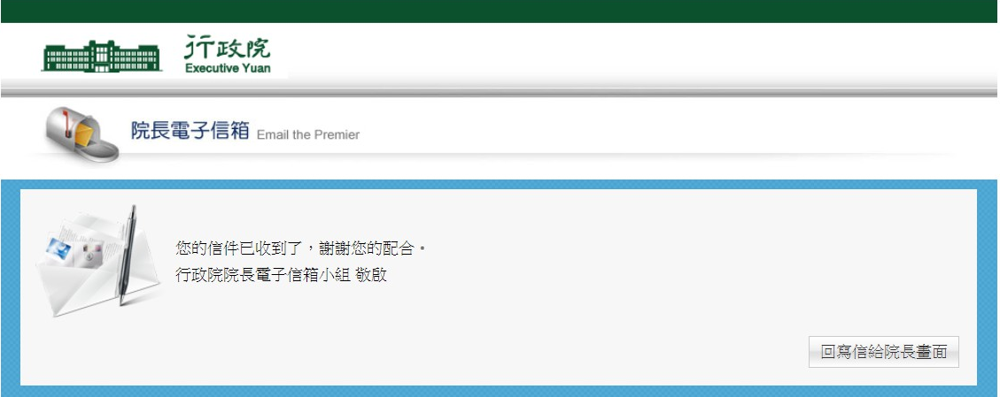 行政院
Executive Yuan
院長電子信箱 Email the Premier
您的信件已收到了，謝謝您的配合。
行政院院長電子信箱小組 敬啟
回寫信給院長畫面